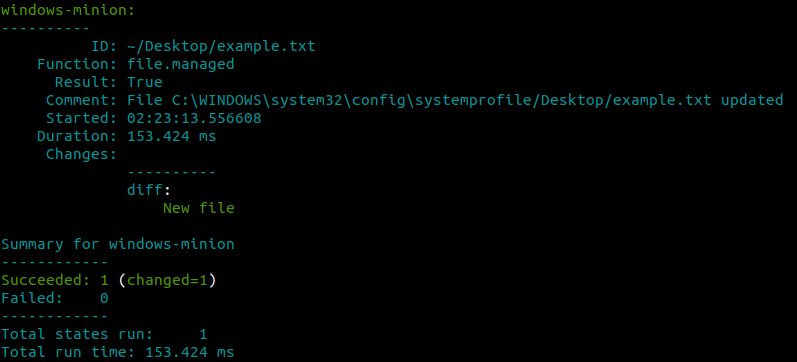 windows-minion:
----------
          ID: ~/Desktop/example.txt
    Function: file.managed
      Result: True
     Comment: File C:\WINDOWS\system32\config\systemprofile/Desktop/example.txt updated
     Started: 02:23:13.556608
    Duration: 153.424 ms
     Changes:
              ----------
              diff:
                  New file

Summary for windows-minion
------------
Succeeded: 1 (changed=1)
Failed:    0
------------
Total states run:     1
Total run time: 153.424 ms